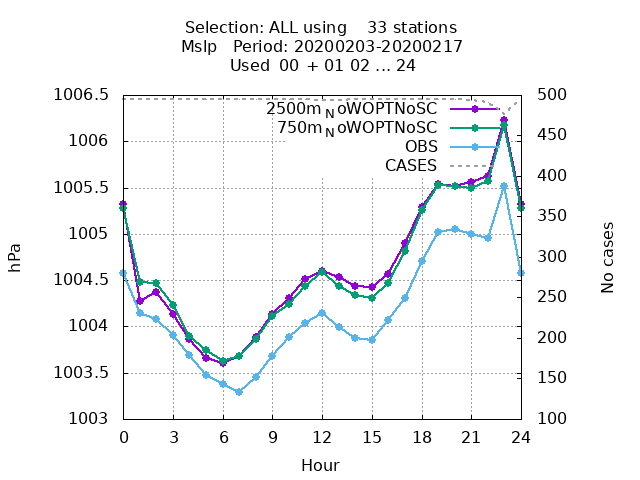 Selection: ALL using    33 stations
Mslp   Period: 20200203-20200217
Used  00 + 01 02 ... 24
2500m_NoWOPTNoSC
750m_NoWOPTNoSC
OBS
CASES
hPa
1006.5
1006
1005.5
1005
1004.5
1004
1003.5
1003
500
450
400
350
300
250
200
150
100
No cases
0 3 6 9 12 15 18 21 24
Hour